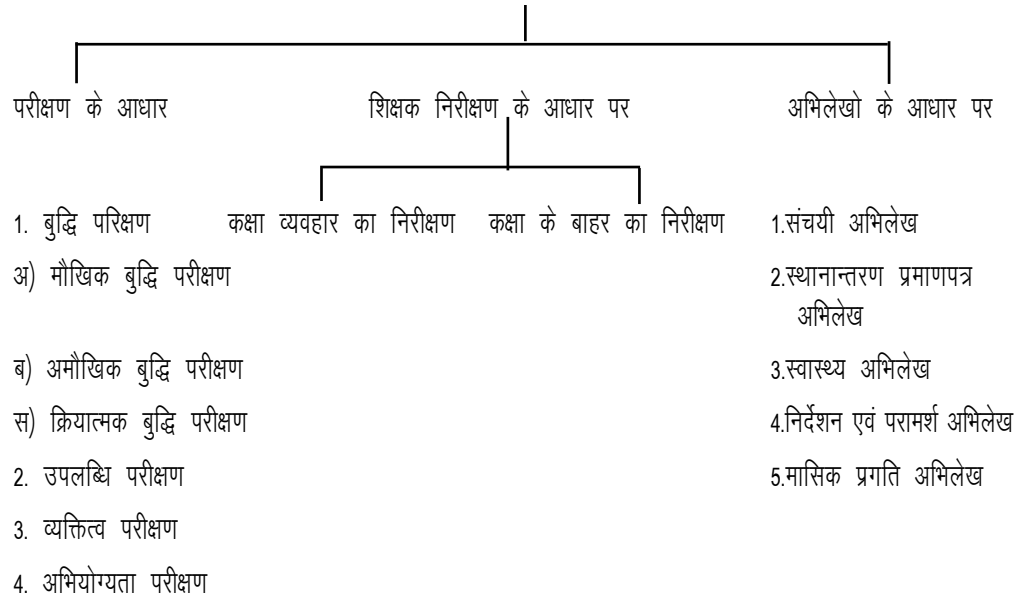 परीक्षण के आधार
शिक्षक निरीक्षण के आधार पर
अभिलेखो के आधार पर
1. बुद्धि परिक्षण
कक्षा व्यवहार का निरीक्षण
कक्षा के बाहर का निरीक्षण
1.संचयी अभिलेख
अ) मौखिक बुद्धि परीक्षण
2.स्थानान्तरण प्रमाणपत्र
अभिलेख
ब) अमौखिक बुद्धि परीक्षण
3.स्वास्थ्य अभिलेख
स) क्रियात्मक बुद्धि परीक्षण
4.निर्देशन एवं परामर्श अभिलेख
2. उपलब्धि परीक्षण
5.मासिक प्रगति अभिलेख
3. व्यक्तित्व परीक्षण
4. अभियोग्यता परीक्षण